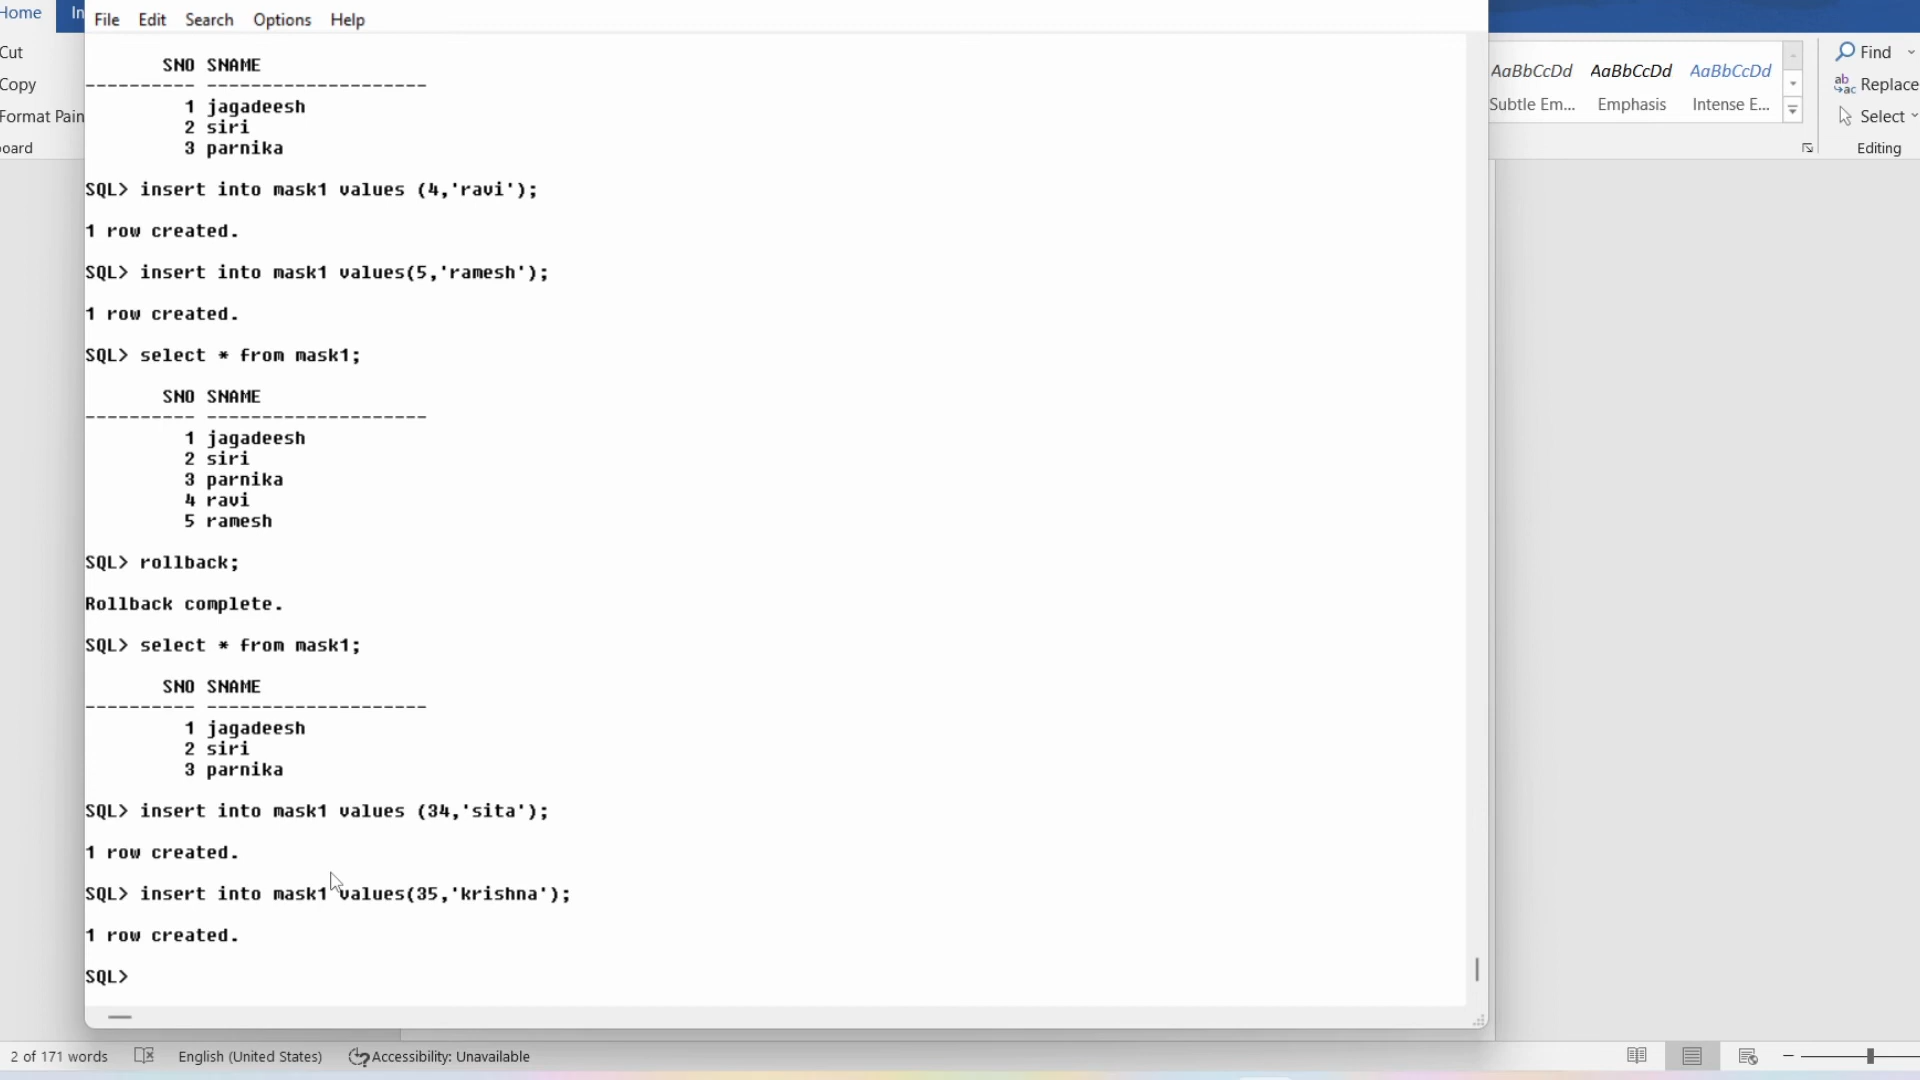 Home In
Cut
Copy
Format Pain
oard
File Edit Search Options Help
SNO SNAME
---------- --------------------
1 jagadeesh
2 siri
3 parnika
SQL> insert into mask1 values (4,'ravi');
1 row created.
SQL> insert into mask1 values(5,'ramesh');
1 row created.
SQL> select * from mask1;
SNO SNAME
---------- --------------------
1 jagadeesh
2 siri
3 parnika
4 ravi
5 ramesh
SQL> rollback;
Rollback complete.
SQL> select * from mask1;
SNO SNAME
---------- --------------------
1 jagadeesh
2 siri
3 parnika
SQL> insert into mask1 values (34,'sita');
1 row created.
SQL> insert into mask1 values(35,'krishna');
1 row created.
SQL>
AaBbCcDd AaBbCcDd AaBbCcDd
Subtle Em... Emphasis Intense E...
Find
Replace
Select
Editing
2 of 171 words English (United States) Accessibility: Unavailable